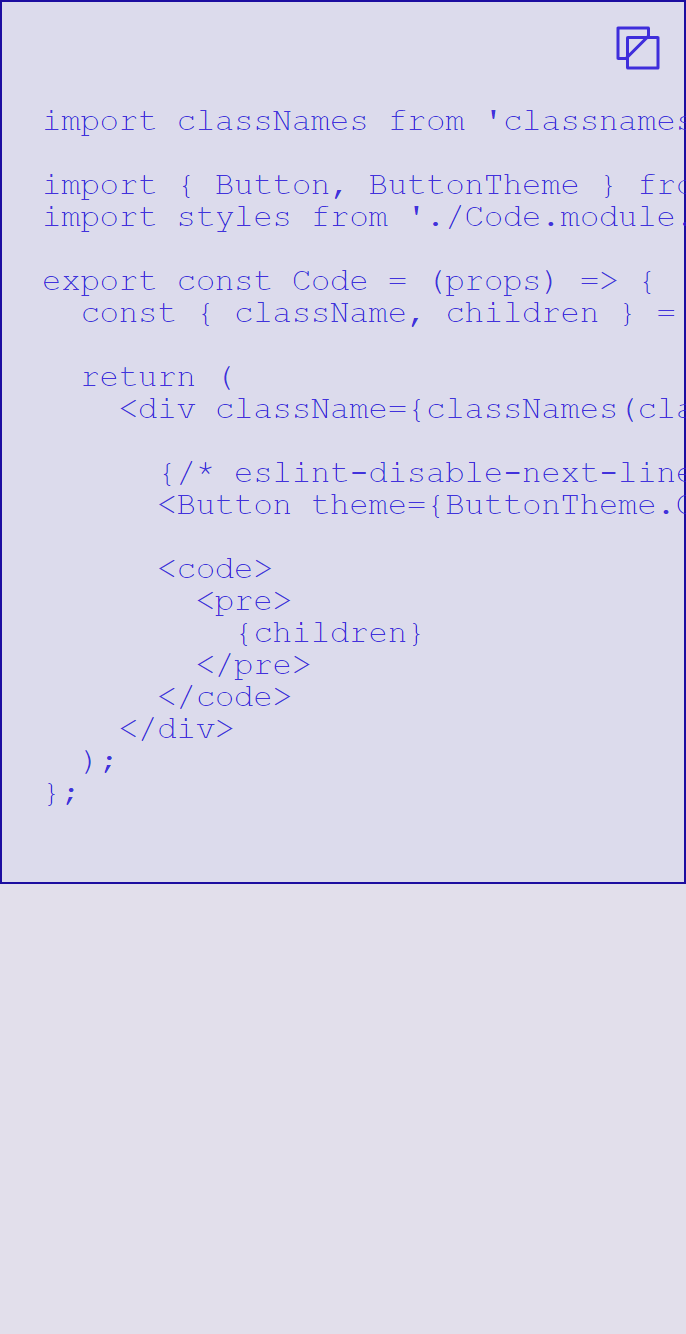 import classNames from 'classnames
import { Button, ButtonTheme } fro
import styles from './Code.module.
export const Code = (props) => {
const { className, children } =
return (
<div className={classNames(cla
{/* eslint-disable-next-line
<Button theme={ButtonTheme.C
<code>
<pre>
{children}
</pre>
</code>
</div>
);
};